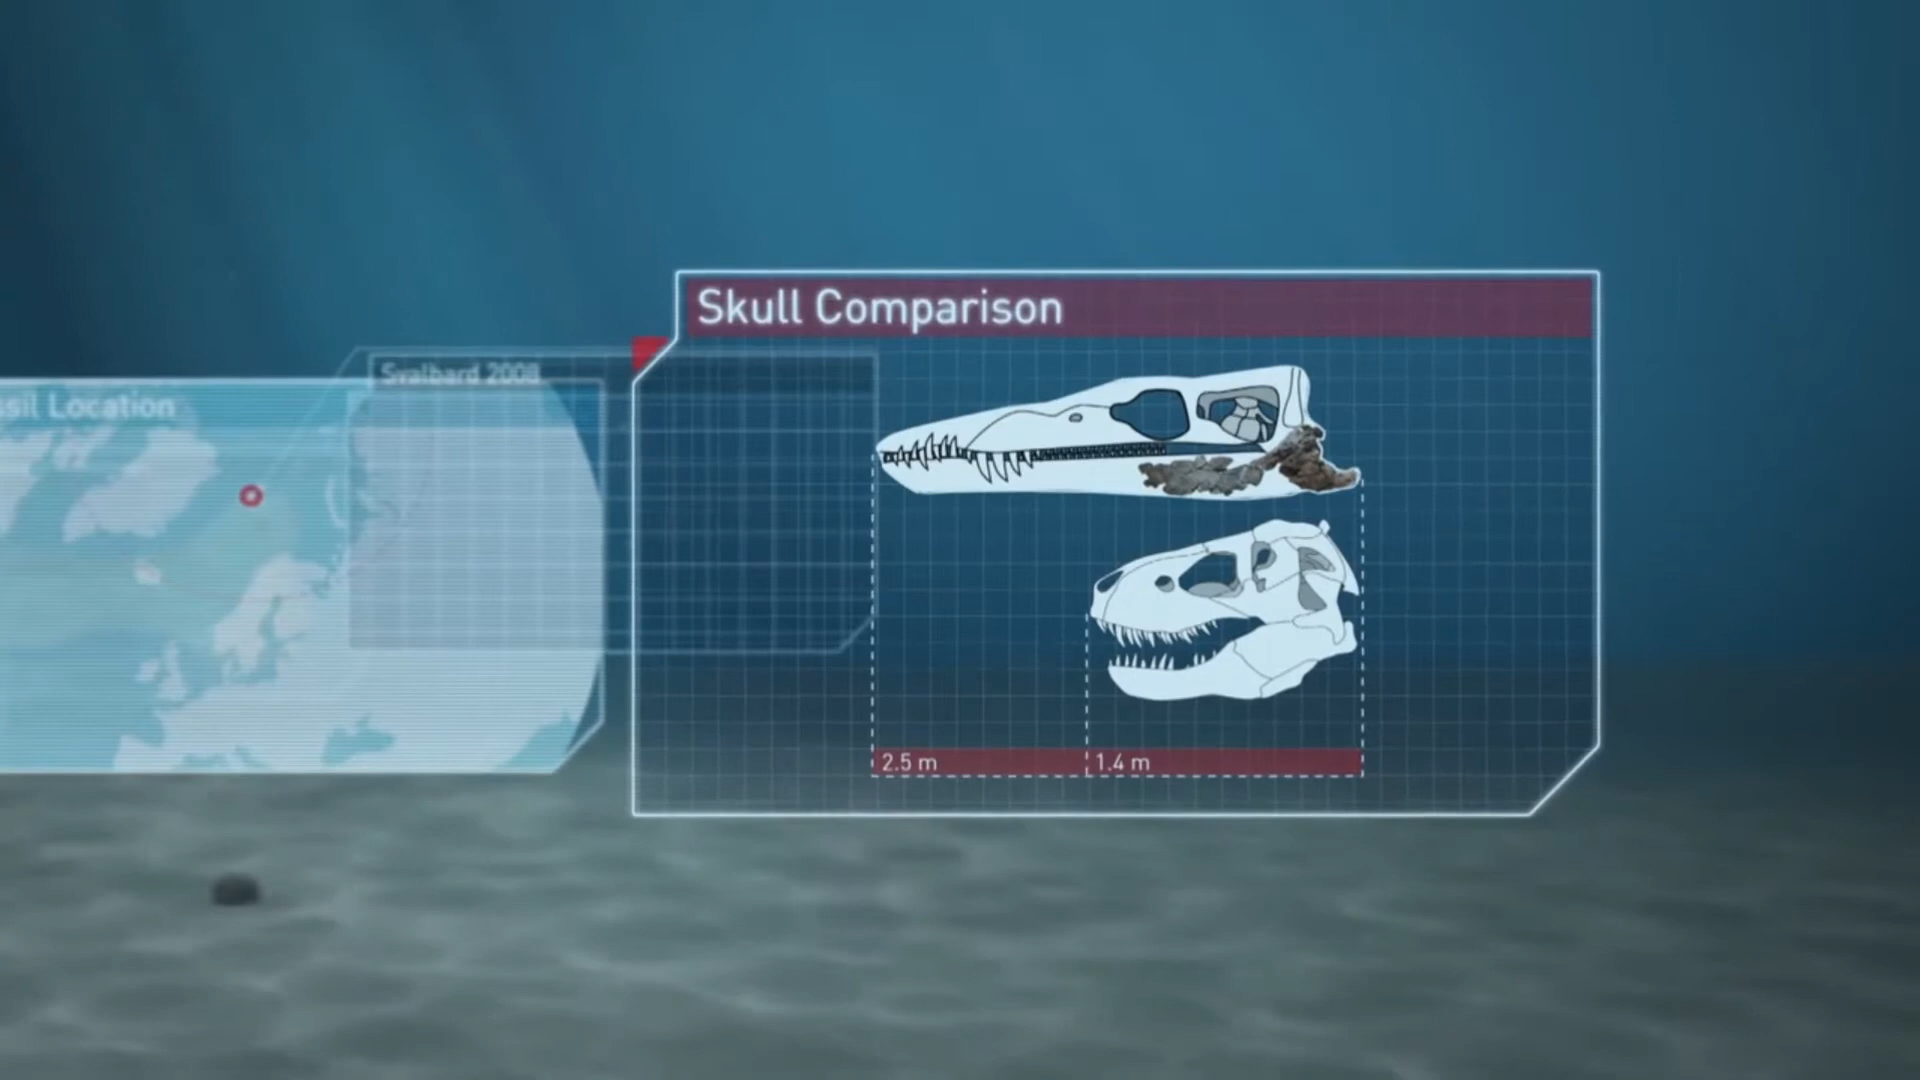 Skull Comparison
Svalbard 2008
ssil Location
2.5 m
1.4 m